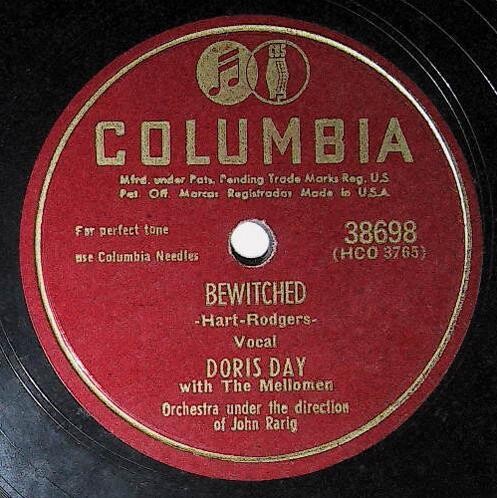 CBS
COLUMBIA
Mfrd. under Pats. Pending Trade Marks Reg. U.S.
Pat. Off. Marcas Registradas Made in U.S.A.
For perfect tone
use Columbia Needles
38698
(HCO 3765)
BEWITCHED
-Hart-Rodgers-
Vocal
DORIS DAY
with The Mellomen
Orchestra under the direction
of John Rarig